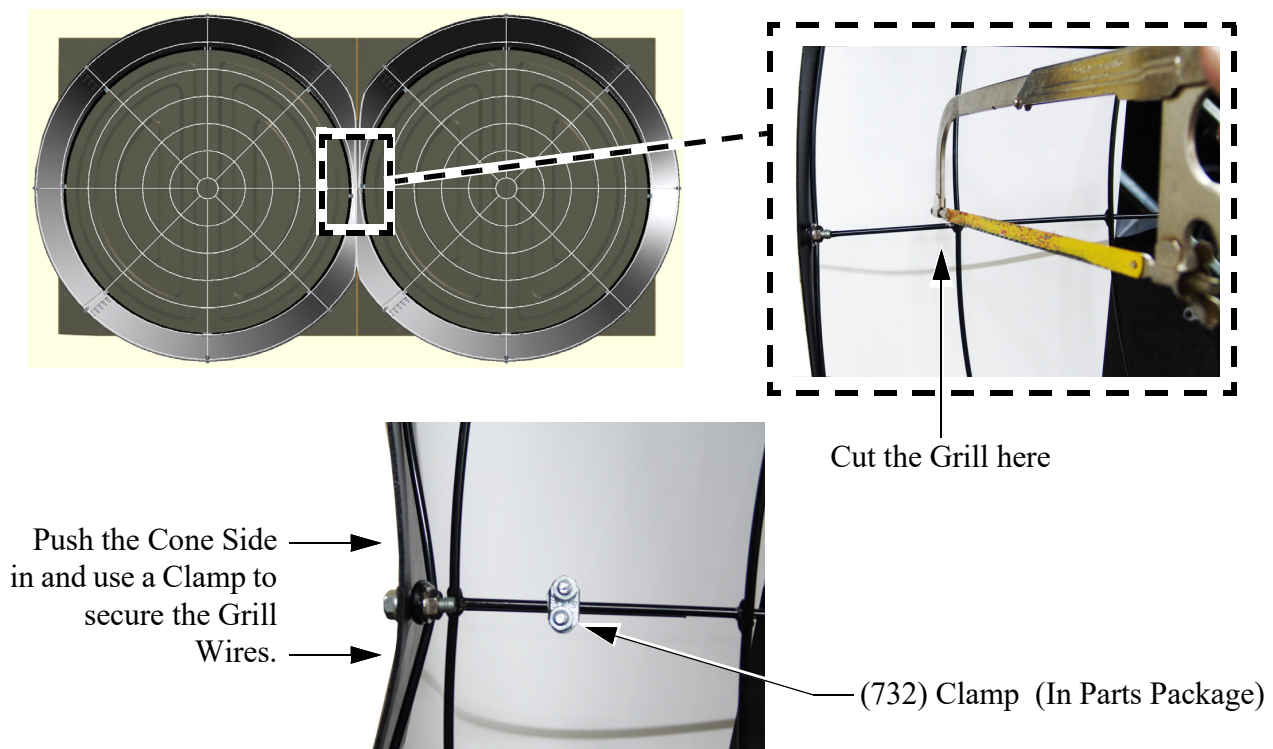 Cut the Grill here
Push the Cone Side
in and use a Clamp to
secure the Grill
Wires.
(732) Clamp (In Parts Package)